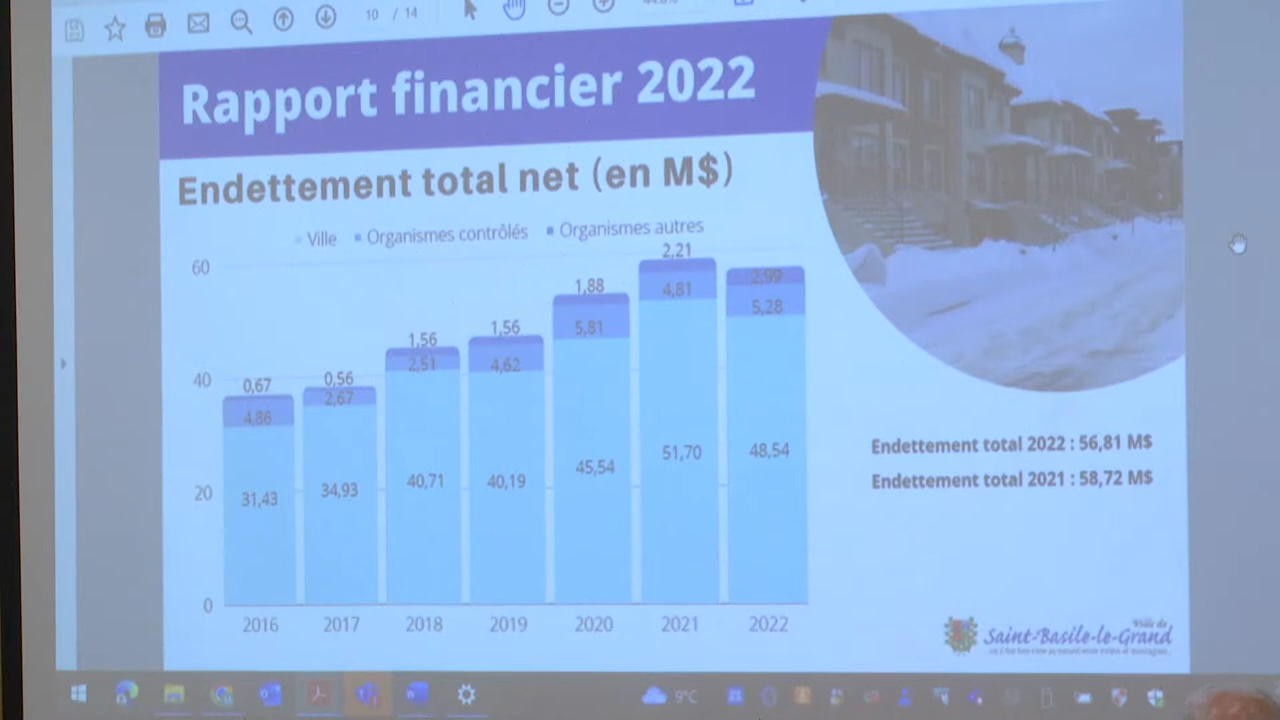 10 / 14
Rapport financier 2022
Endettement total net (en M$)
Ville Organismes contrôlés Organismes autres
60
40
20
0
0,67 0,56 1,56 1,56 1,88 2,21 2,99
4,86 2,67 2,51 4,62 5,81 4,81 5,28
31,43 34,93 40,71 40,19 45,54 51,70 48,54
2016 2017 2018 2019 2020 2021 2022
Endettement total 2022 : 56,81 M$
Endettement total 2021 : 58,72 M$
Ville de
Saint-Basile-le-Grand
9°C